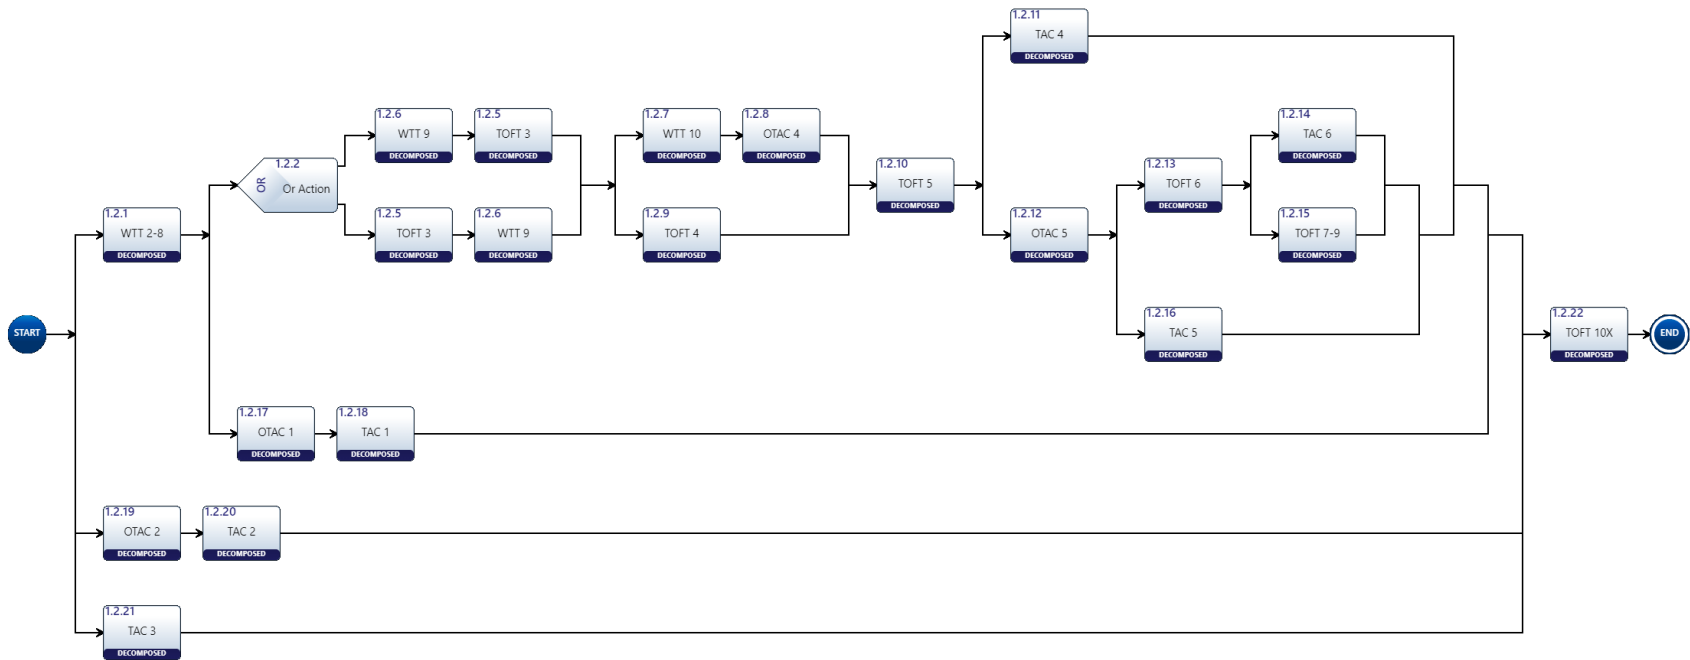 1.2.11
TAC 4
DECOMPOSED
1.2.6
WTT 9
DECOMPOSED
1.2.5
TOFT 3
DECOMPOSED
1.2.7
WTT 10
DECOMPOSED
1.2.8
OTAC 4
DECOMPOSED
1.2.14
TAC 6
DECOMPOSED
1.2.2
OR
Or Action
1.2.10
TOFT 5
DECOMPOSED
1.2.13
TOFT 6
DECOMPOSED
1.2.1
WTT 2-8
DECOMPOSED
1.2.5
TOFT 3
DECOMPOSED
1.2.6
WTT 9
DECOMPOSED
1.2.9
TOFT 4
DECOMPOSED
1.2.12
OTAC 5
DECOMPOSED
1.2.15
TOFT 7-9
DECOMPOSED
START
1.2.16
TAC 5
DECOMPOSED
1.2.22
TOFT 10X
DECOMPOSED
END
1.2.17
OTAC 1
DECOMPOSED
1.2.18
TAC 1
DECOMPOSED
1.2.19
OTAC 2
DECOMPOSED
1.2.20
TAC 2
DECOMPOSED
1.2.21
TAC 3
DECOMPOSED